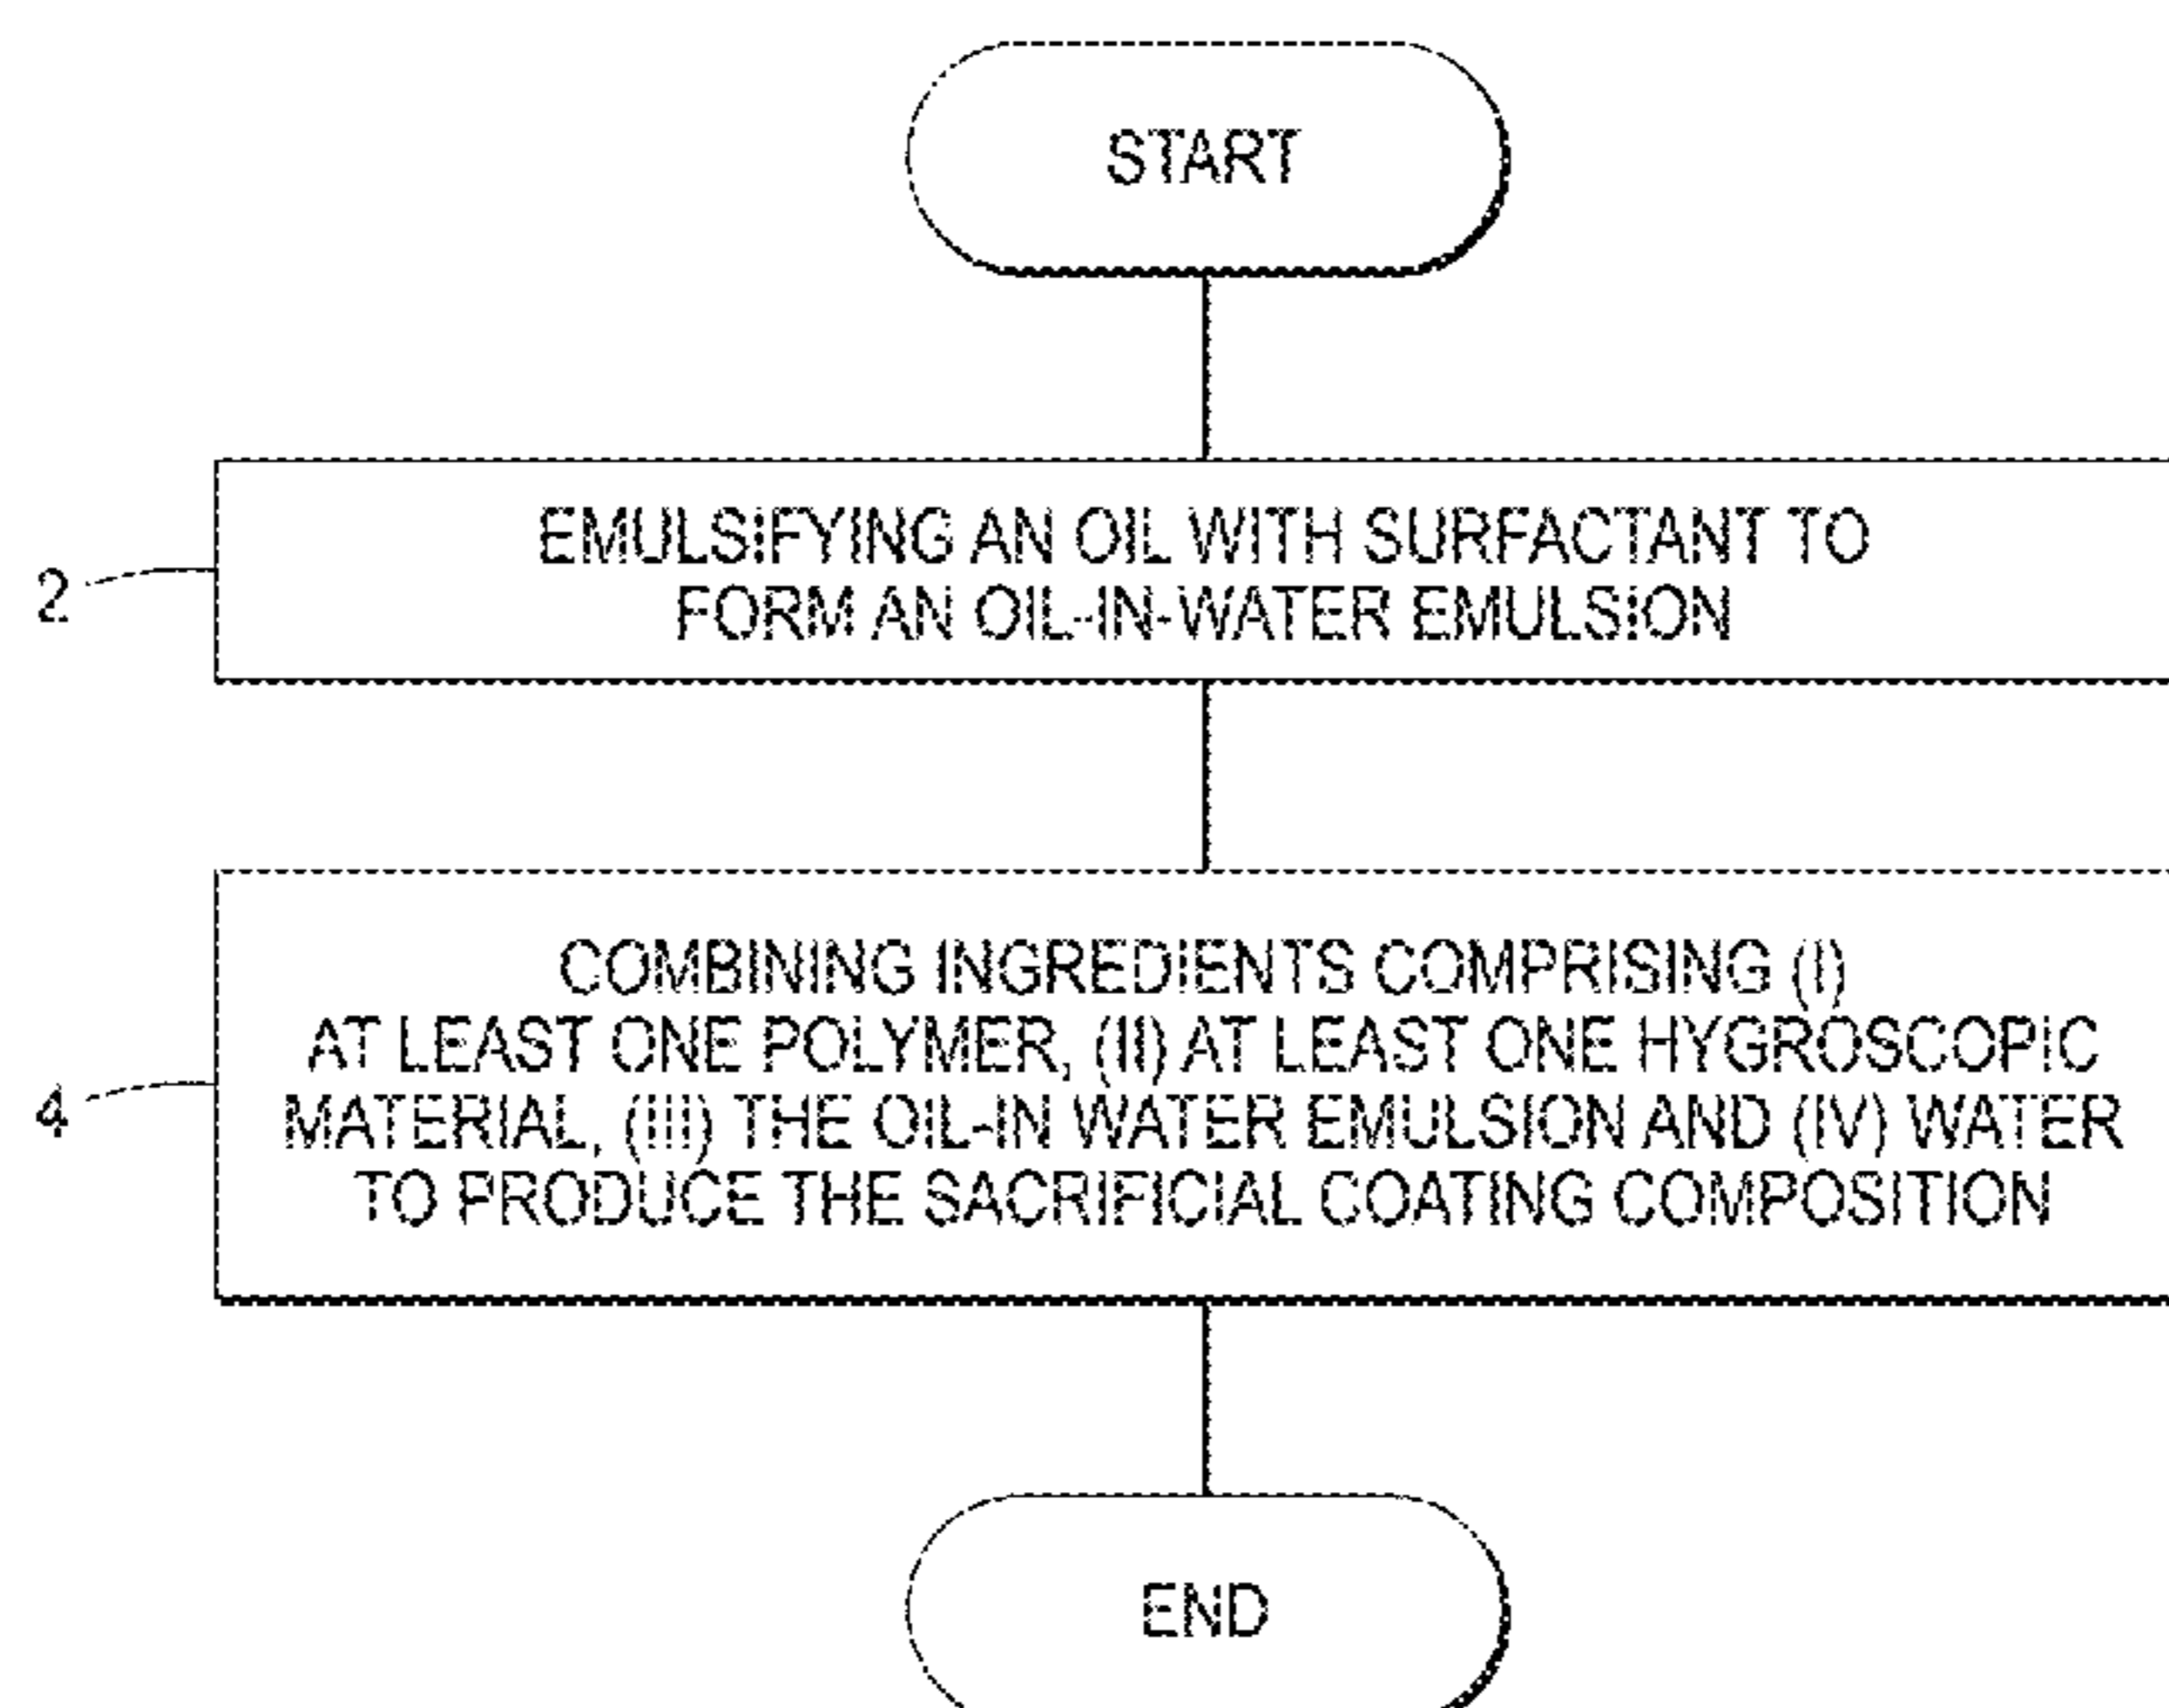 START
2
EMULSIFYING AN OIL WITH SURFACTANT TO
FORM AN OIL-IN-WATER EMULSION
4
COMBINING INGREDIENTS COMPRISING (I)
AT LEAST ONE POLYMER, (II) AT LEAST ONE HYGROSCOPIC
MATERIAL, (III) THE OIL-IN WATER EMULSION AND (IV) WATER
TO PRODUCE THE SACRIFICIAL COATING COMPOSITION
END